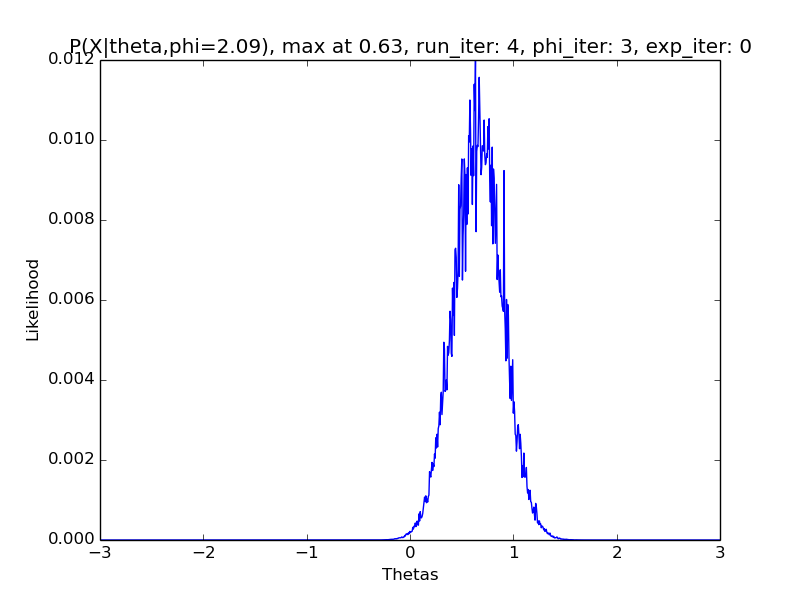 P(X|theta,phi=2.09), max at 0.63, run_iter: 4, phi_iter: 3, exp_iter: 0
0.012
0.010
0.008
0.006
0.004
0.002
0.000
Likelihood
−3 −2 −1 0 1 2 3
Thetas